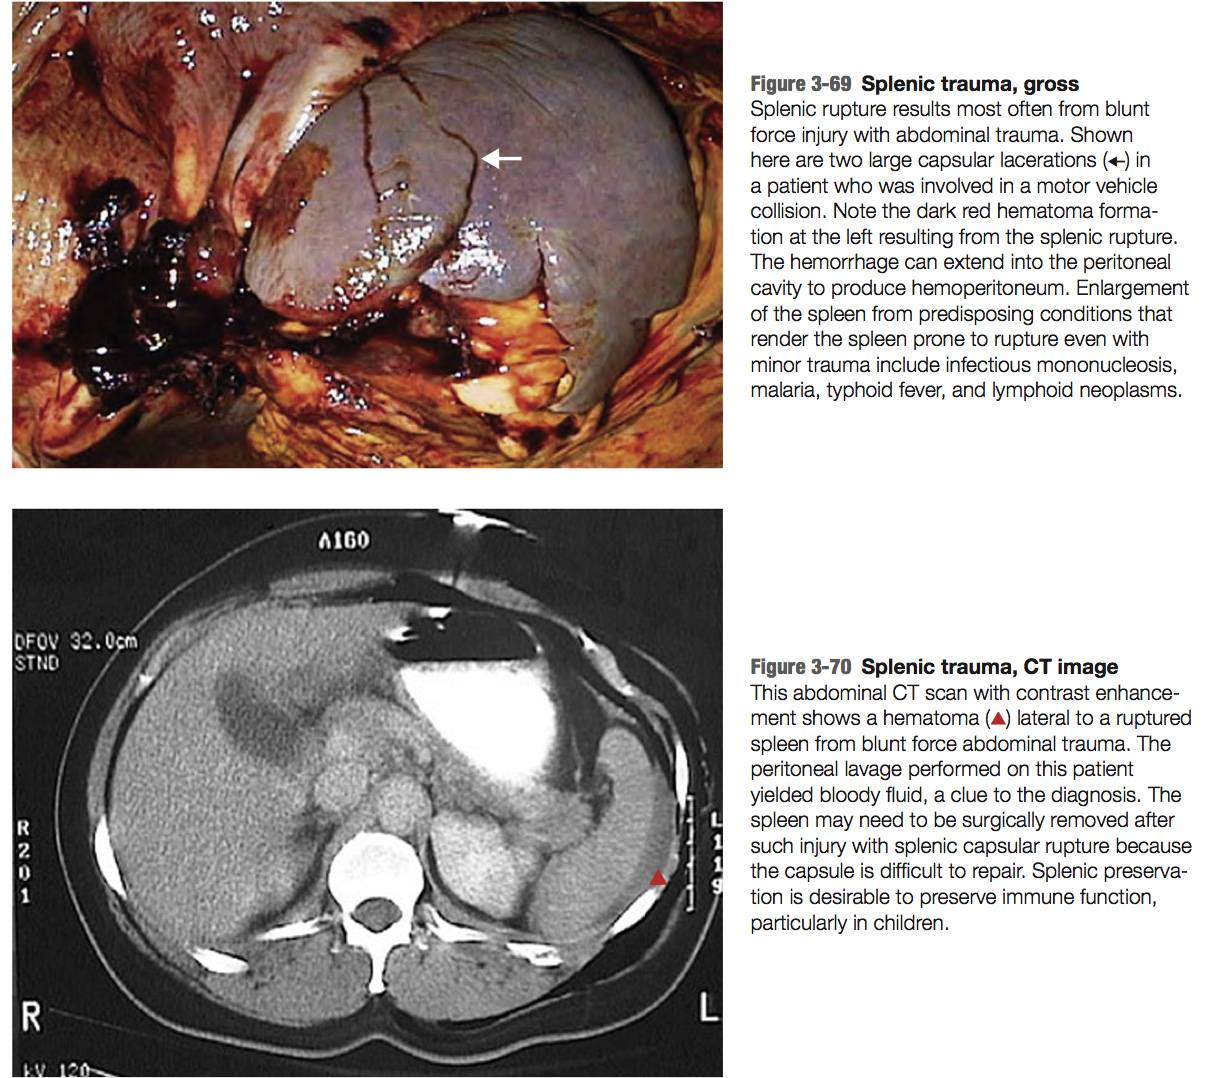 Figure 3-69 Splenic trauma, gross
Splenic rupture results most often from blunt
force injury with abdominal trauma. Shown
here are two large capsular lacerations (←) in
a patient who was involved in a motor vehicle
collision. Note the dark red hematoma forma-
tion at the left resulting from the splenic rupture.
The hemorrhage can extend into the peritoneal
cavity to produce hemoperitoneum. Enlargement
of the spleen from predisposing conditions that
render the spleen prone to rupture even with
minor trauma include infectious mononucleosis,
malaria, typhoid fever, and lymphoid neoplasms.
A160
DFOV 32.0cm
STND
R
2
0
1
L
1
1
9
R
L
kV 120
Figure 3-70 Splenic trauma, CT image
This abdominal CT scan with contrast enhance-
ment shows a hematoma (▲) lateral to a ruptured
spleen from blunt force abdominal trauma. The
peritoneal lavage performed on this patient
yielded bloody fluid, a clue to the diagnosis. The
spleen may need to be surgically removed after
such injury with splenic capsular rupture because
the capsule is difficult to repair. Splenic preserva-
tion is desirable to preserve immune function,
particularly in children.